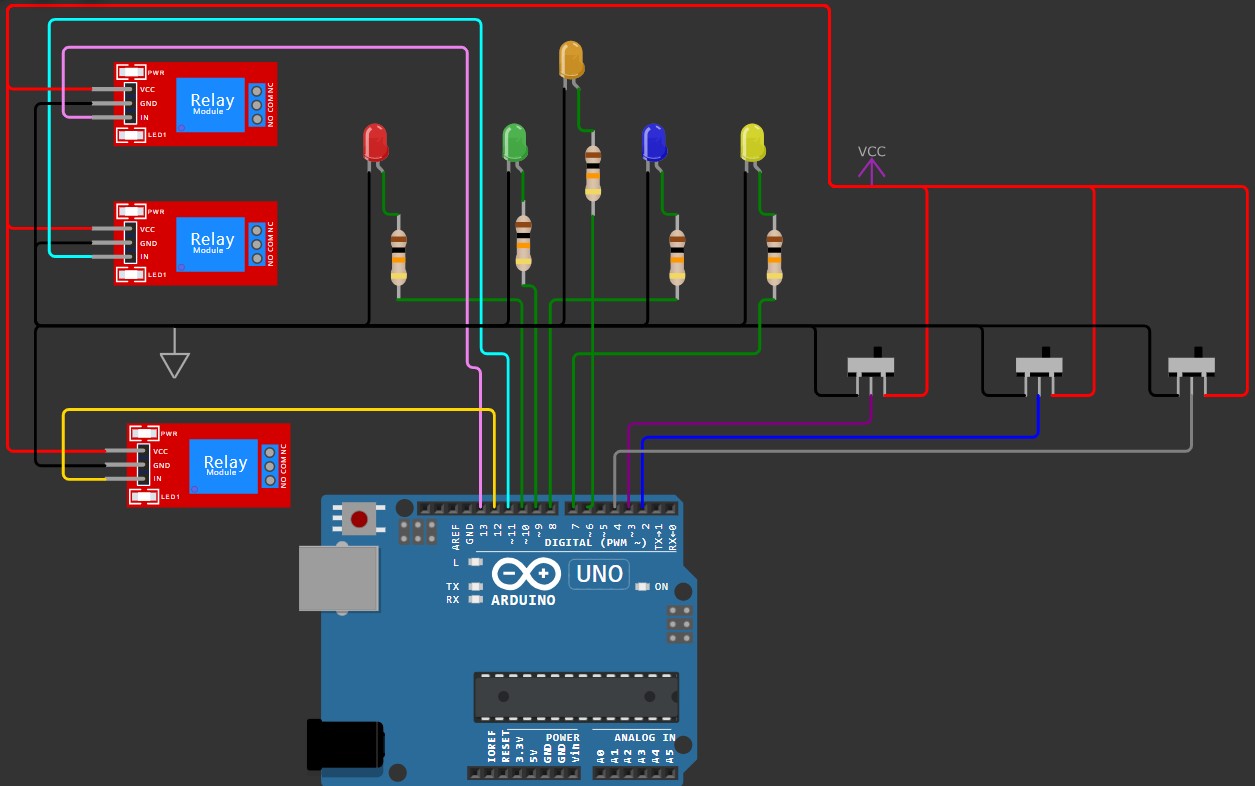 PWR
VCC
GND
IN
LED1
Relay
Module
NO COM NC
PWR
VCC
GND
IN
LED1
Relay
Module
NO COM NC
VCC
PWR
VCC
GND
IN
LED1
Relay
Module
NO COM NC
AREF
GND
13
12
~11
~10
~9
8
7
~6
~5
4
~3
2
TX→1
RX←0
DIGITAL (PWM ~)
L
TX
RX
UNO
ON
ARDUINO
IOREF
RESET
3.3V
5V
GND
GND
Vin
POWER
ANALOG IN
A0
A1
A2
A3
A4
A5